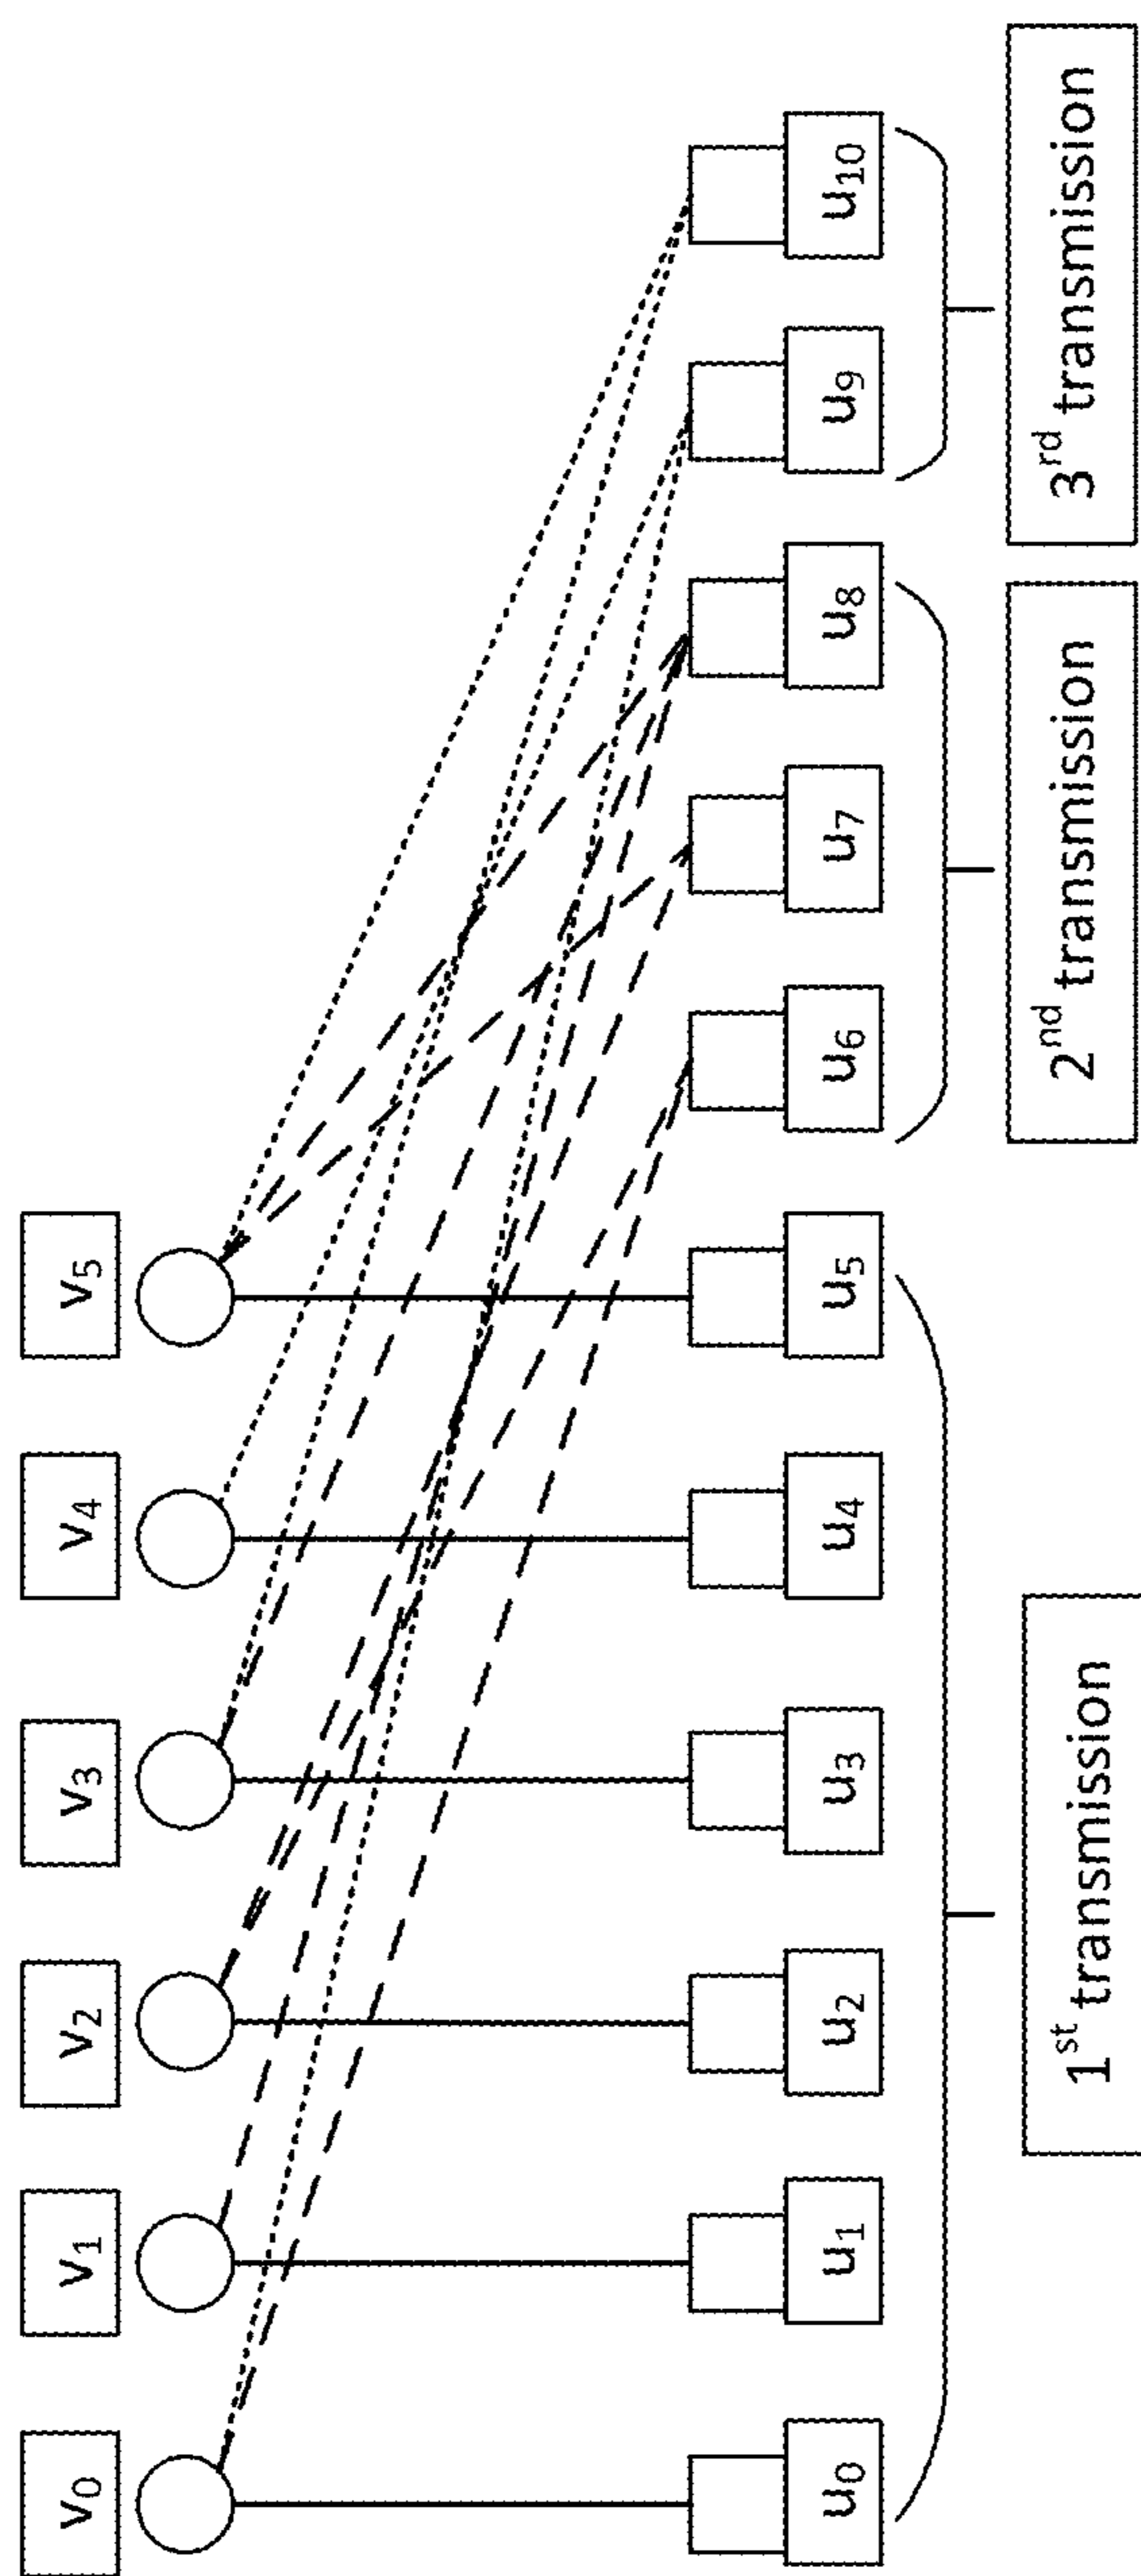 v0 v1 v2 v3 v4 v5
u0 u1 u2 u3 u4 u5 u6 u7 u8 u9 u10
1st transmission
2nd transmission
3rd transmission